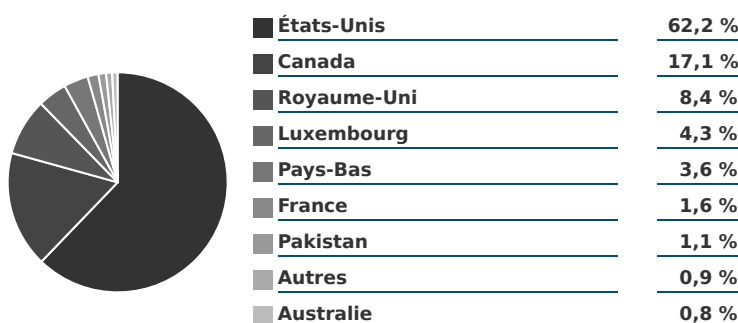 États-Unis 62,2 %
Canada 17,1 %
Royaume-Uni 8,4 %
Luxembourg 4,3 %
Pays-Bas 3,6 %
France 1,6 %
Pakistan 1,1 %
Autres 0,9 %
Australie 0,8 %